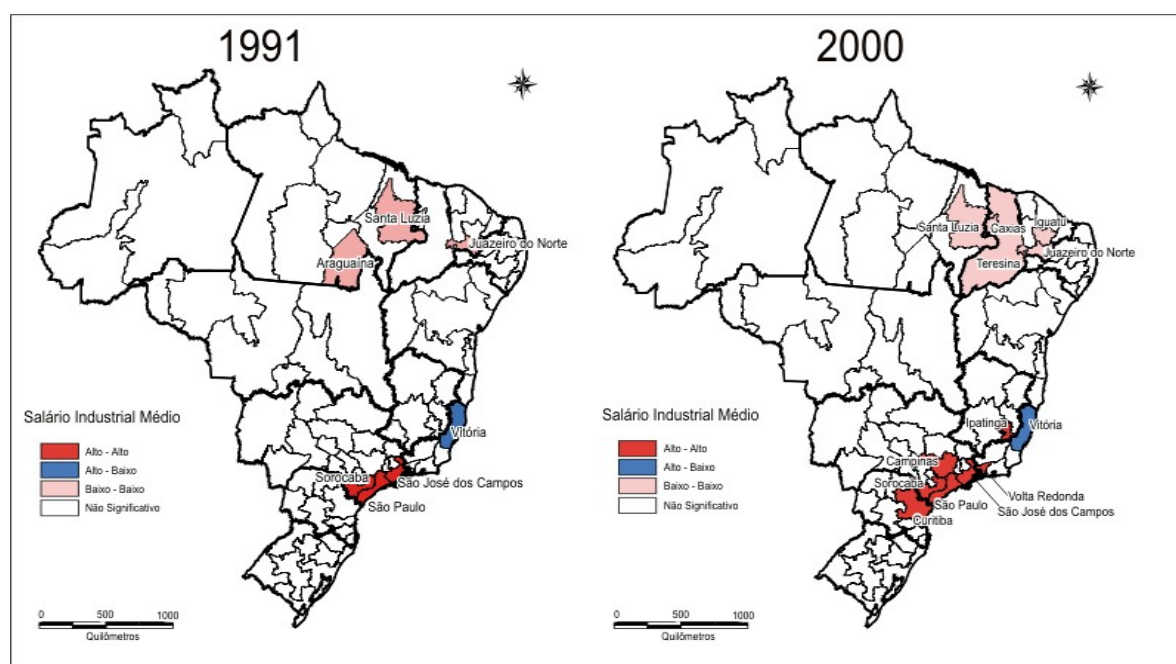 1991
Santa Luzia
Juazeiro do Norte
Araguaína
Salário Industrial Médio
Alto - Alto
Alto - Baixo
Baixo - Baixo
Não Significativo
Vitória
Sorocaba
São José dos Campos
São Paulo
0 500 1000
Quilômetros
2000
Iguatu
Santa Luzia
Caxias
Juazeiro do Norte
Teresina
Salário Industrial Médio
Alto - Alto
Alto - Baixo
Baixo - Baixo
Não Significativo
Ipatinga
Vitória
Campinas
Sorocaba
Volta Redonda
São Paulo
São José dos Campos
Curitiba
0 500 1000
Quilômetros